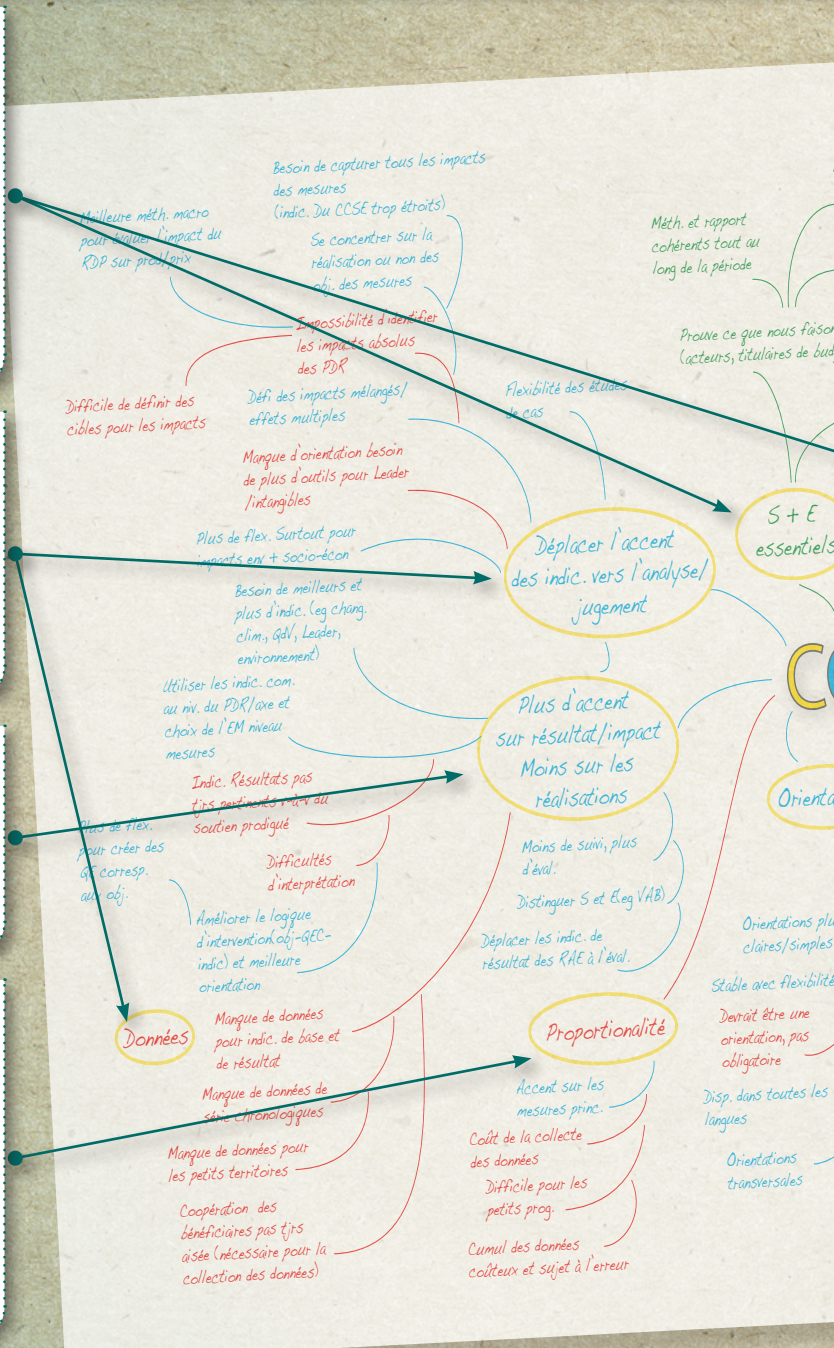 Besoin de capturer tous les impacts
des mesures
(indic. Du CCSE trop étroits)
Meilleure méth. macro
pour évaluer l'impact du
RDP sur prod/prix
Se concentrer sur la
réalisation ou non des
obj. des mesures
Impossibilité d'identifier
les impacts absolus
des PDR
Difficile de définir des
cibles pour les impacts
Défi des impacts mélangés/
effets multiples
Flexibilité des études
de cas
Manque d'orientation besoin
de plus d'outils pour Leader
/intangibles
Plus de flex. Surtout pour
impacts env + socio-écon
Besoin de meilleurs et
plus d'indic. (eg chang.
clim., QdV, Leader,
environnement)
Utiliser les indic. com.
au niv. du PDR/axe et
choix de l'EM niveau
mesures
Indic. Résultats pas
tjrs pertinents v-à-v du
soutien prodigué
Plus de flex.
pour créer des
QE corresp.
aux obj.
Difficultés
d'interprétation
Améliorer le logique
d'intervention(obj-QEC-
indic) et meilleure
orientation
Données
Manque de données
pour indic. de base et
de résultat
Manque de données de
série chronologiques
Manque de données pour
les petits territoires
Coopération des
bénéficiaires pas tjrs
aisée (nécessaire pour la
collection des données)
Déplacer l'accent
des indic. vers l'analyse/
jugement
Plus d'accent
sur résultat/impact
Moins sur les
réalisations
Moins de suivi, plus
d'éval.
Distinguer S et E(eg VAB)
Déplacer les indic. de
résultat des RAE à l'éval.
Proportionalité
Accent sur les
mesures princ.
Coût de la collecte
des données
Difficile pour les
petits prog.
Cumul des données
coûteux et sujet à l'erreur
Méth. et rapport
cohérents tout au
long de la période
Prouve ce que nous faison
(acteurs, titulaires de bud
S + E
essentiels
C
Orienta
Orientations plu
claires/simples
Stable avec flexibilité
Devrait être une
orientation, pas
obligatoire
Disp. dans toutes les
langues
Orientations
transversales